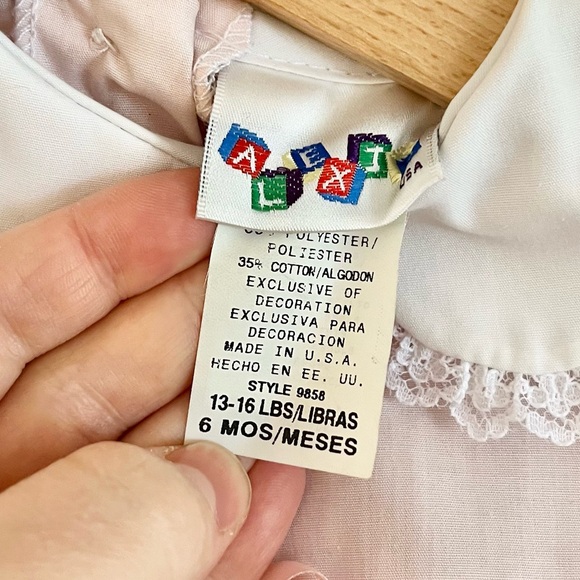 ALEXIS
USA
POLYESTER/
POLIESTER
35% COTTON/ALGODON
EXCLUSIVE OF
DECORATION
EXCLUSIVA PARA
DECORACION
MADE IN U.S.A.
HECHO EN EE. UU.
STYLE 9858
13-16 LBS/LIBRAS
6 MOS/MESES